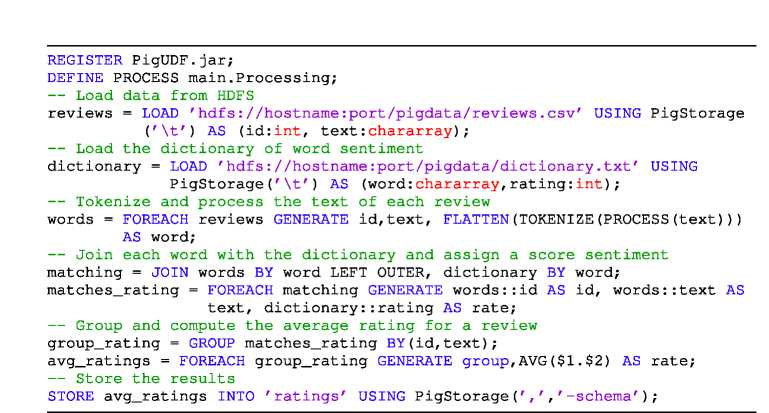 REGISTER PigUDF.jar;
DEFINE PROCESS main.Processing;
-- Load data from HDFS
reviews = LOAD 'hdfs://hostname:port/pigdata/reviews.csv' USING PigStorage
('\t') AS (id:int, text:chararray);
-- Load the dictionary of word sentiment
dictionary = LOAD 'hdfs://hostname:port/pigdata/dictionary.txt' USING
PigStorage('\t') AS (word:chararray,rating:int);
-- Tokenize and process the text of each review
words = FOREACH reviews GENERATE id,text, FLATTEN(TOKENIZE(PROCESS(text)))
AS word;
-- Join each word with the dictionary and assign a score sentiment
matching = JOIN words BY word LEFT OUTER, dictionary BY word;
matches_rating = FOREACH matching GENERATE words::id AS id, words::text AS
text, dictionary::rating AS rate;
-- Group and compute the average rating for a review
group_rating = GROUP matches_rating BY(id,text);
avg_ratings = FOREACH group_rating GENERATE group,AVG($1.$2) AS rate;
-- Store the results
STORE avg_ratings INTO 'ratings' USING PigStorage(',','-schema');